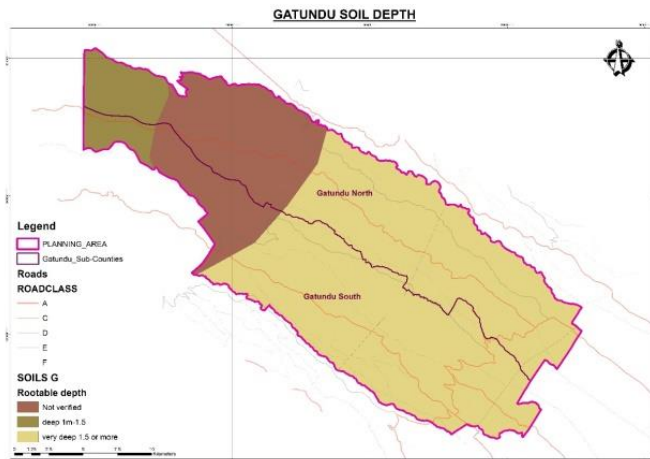 GATUNDU SOIL DEPTH
Gatundu North
Gatundu South
Legend
PLANNING_AREA
Gatundu_Sub-Counties
Roads
ROADCLASS
A
C
D
E
F
SOILS G
Rootable depth
Not verified
deep 1m-1.5
very deep 1.5 or more
Kilometers